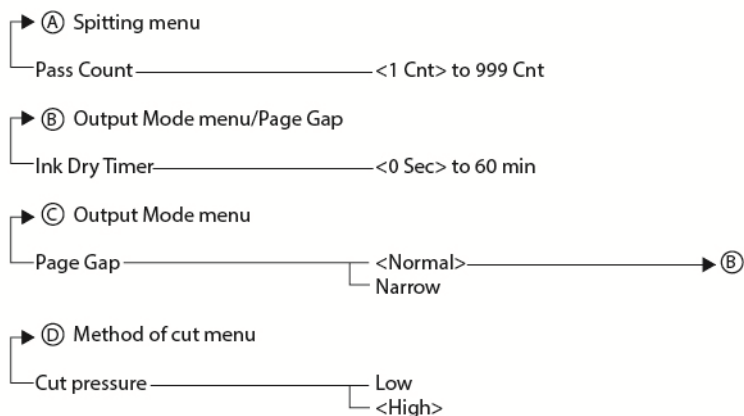 Ⓐ Spitting menu
Pass Count <1 Cnt> to 999 Cnt
Ⓑ Output Mode menu/Page Gap
Ink Dry Timer <0 Sec> to 60 min
Ⓒ Output Mode menu
Page Gap <Normal> Ⓑ
Narrow
Ⓓ Method of cut menu
Cut pressure Low
<High>